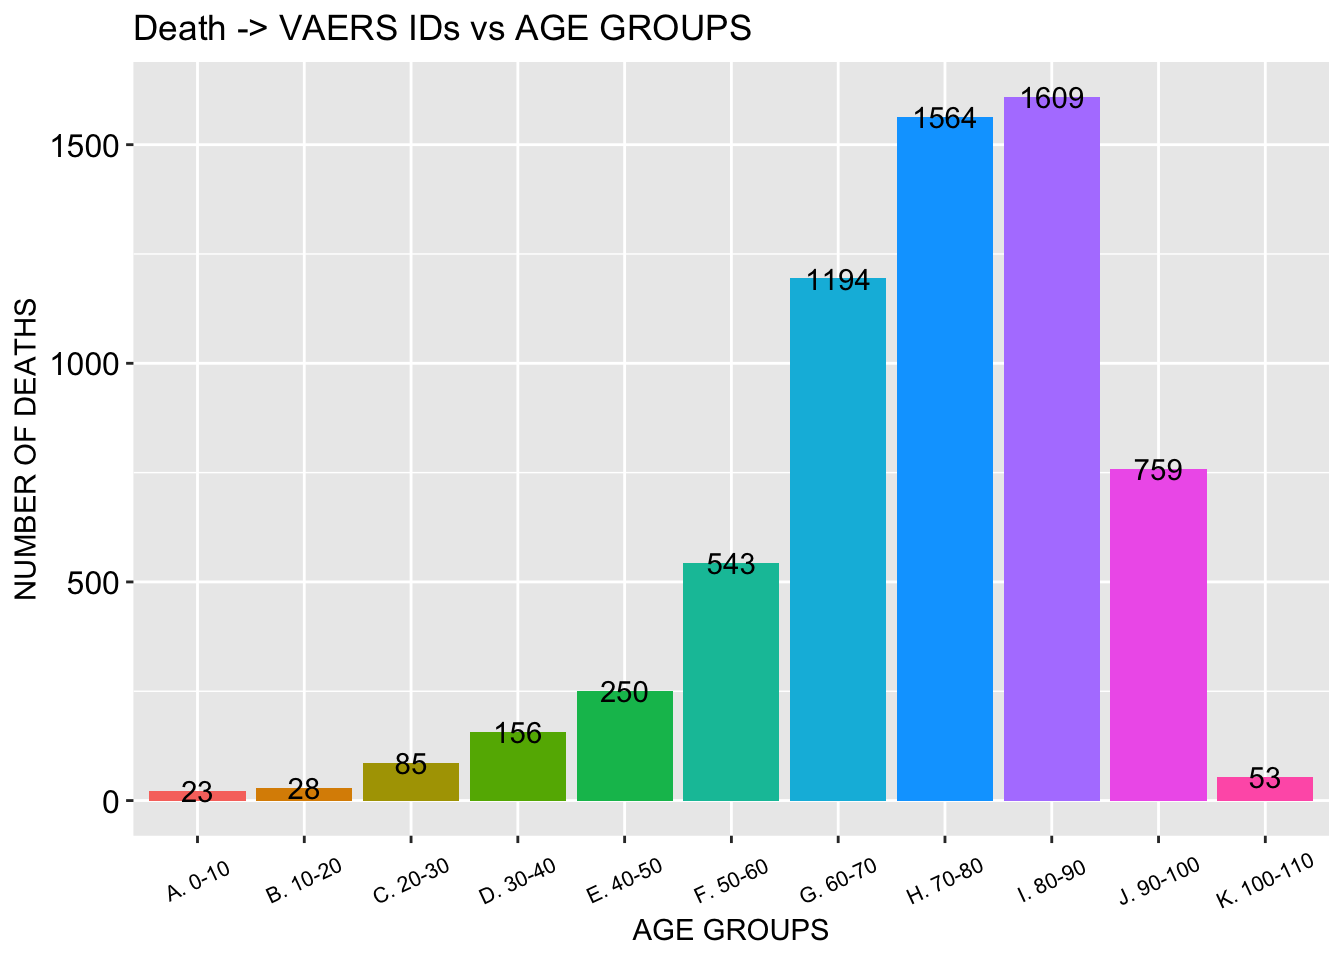 Death -> VAERS IDs vs AGE GROUPS
NUMBER OF DEATHS
1500
1000
500
0
23
28
85
156
250
543
1194
1564
1609
759
53
A. 0-10
B. 10-20
C. 20-30
D. 30-40
E. 40-50
F. 50-60
G. 60-70
H. 70-80
I. 80-90
J. 90-100
K. 100-110
AGE GROUPS